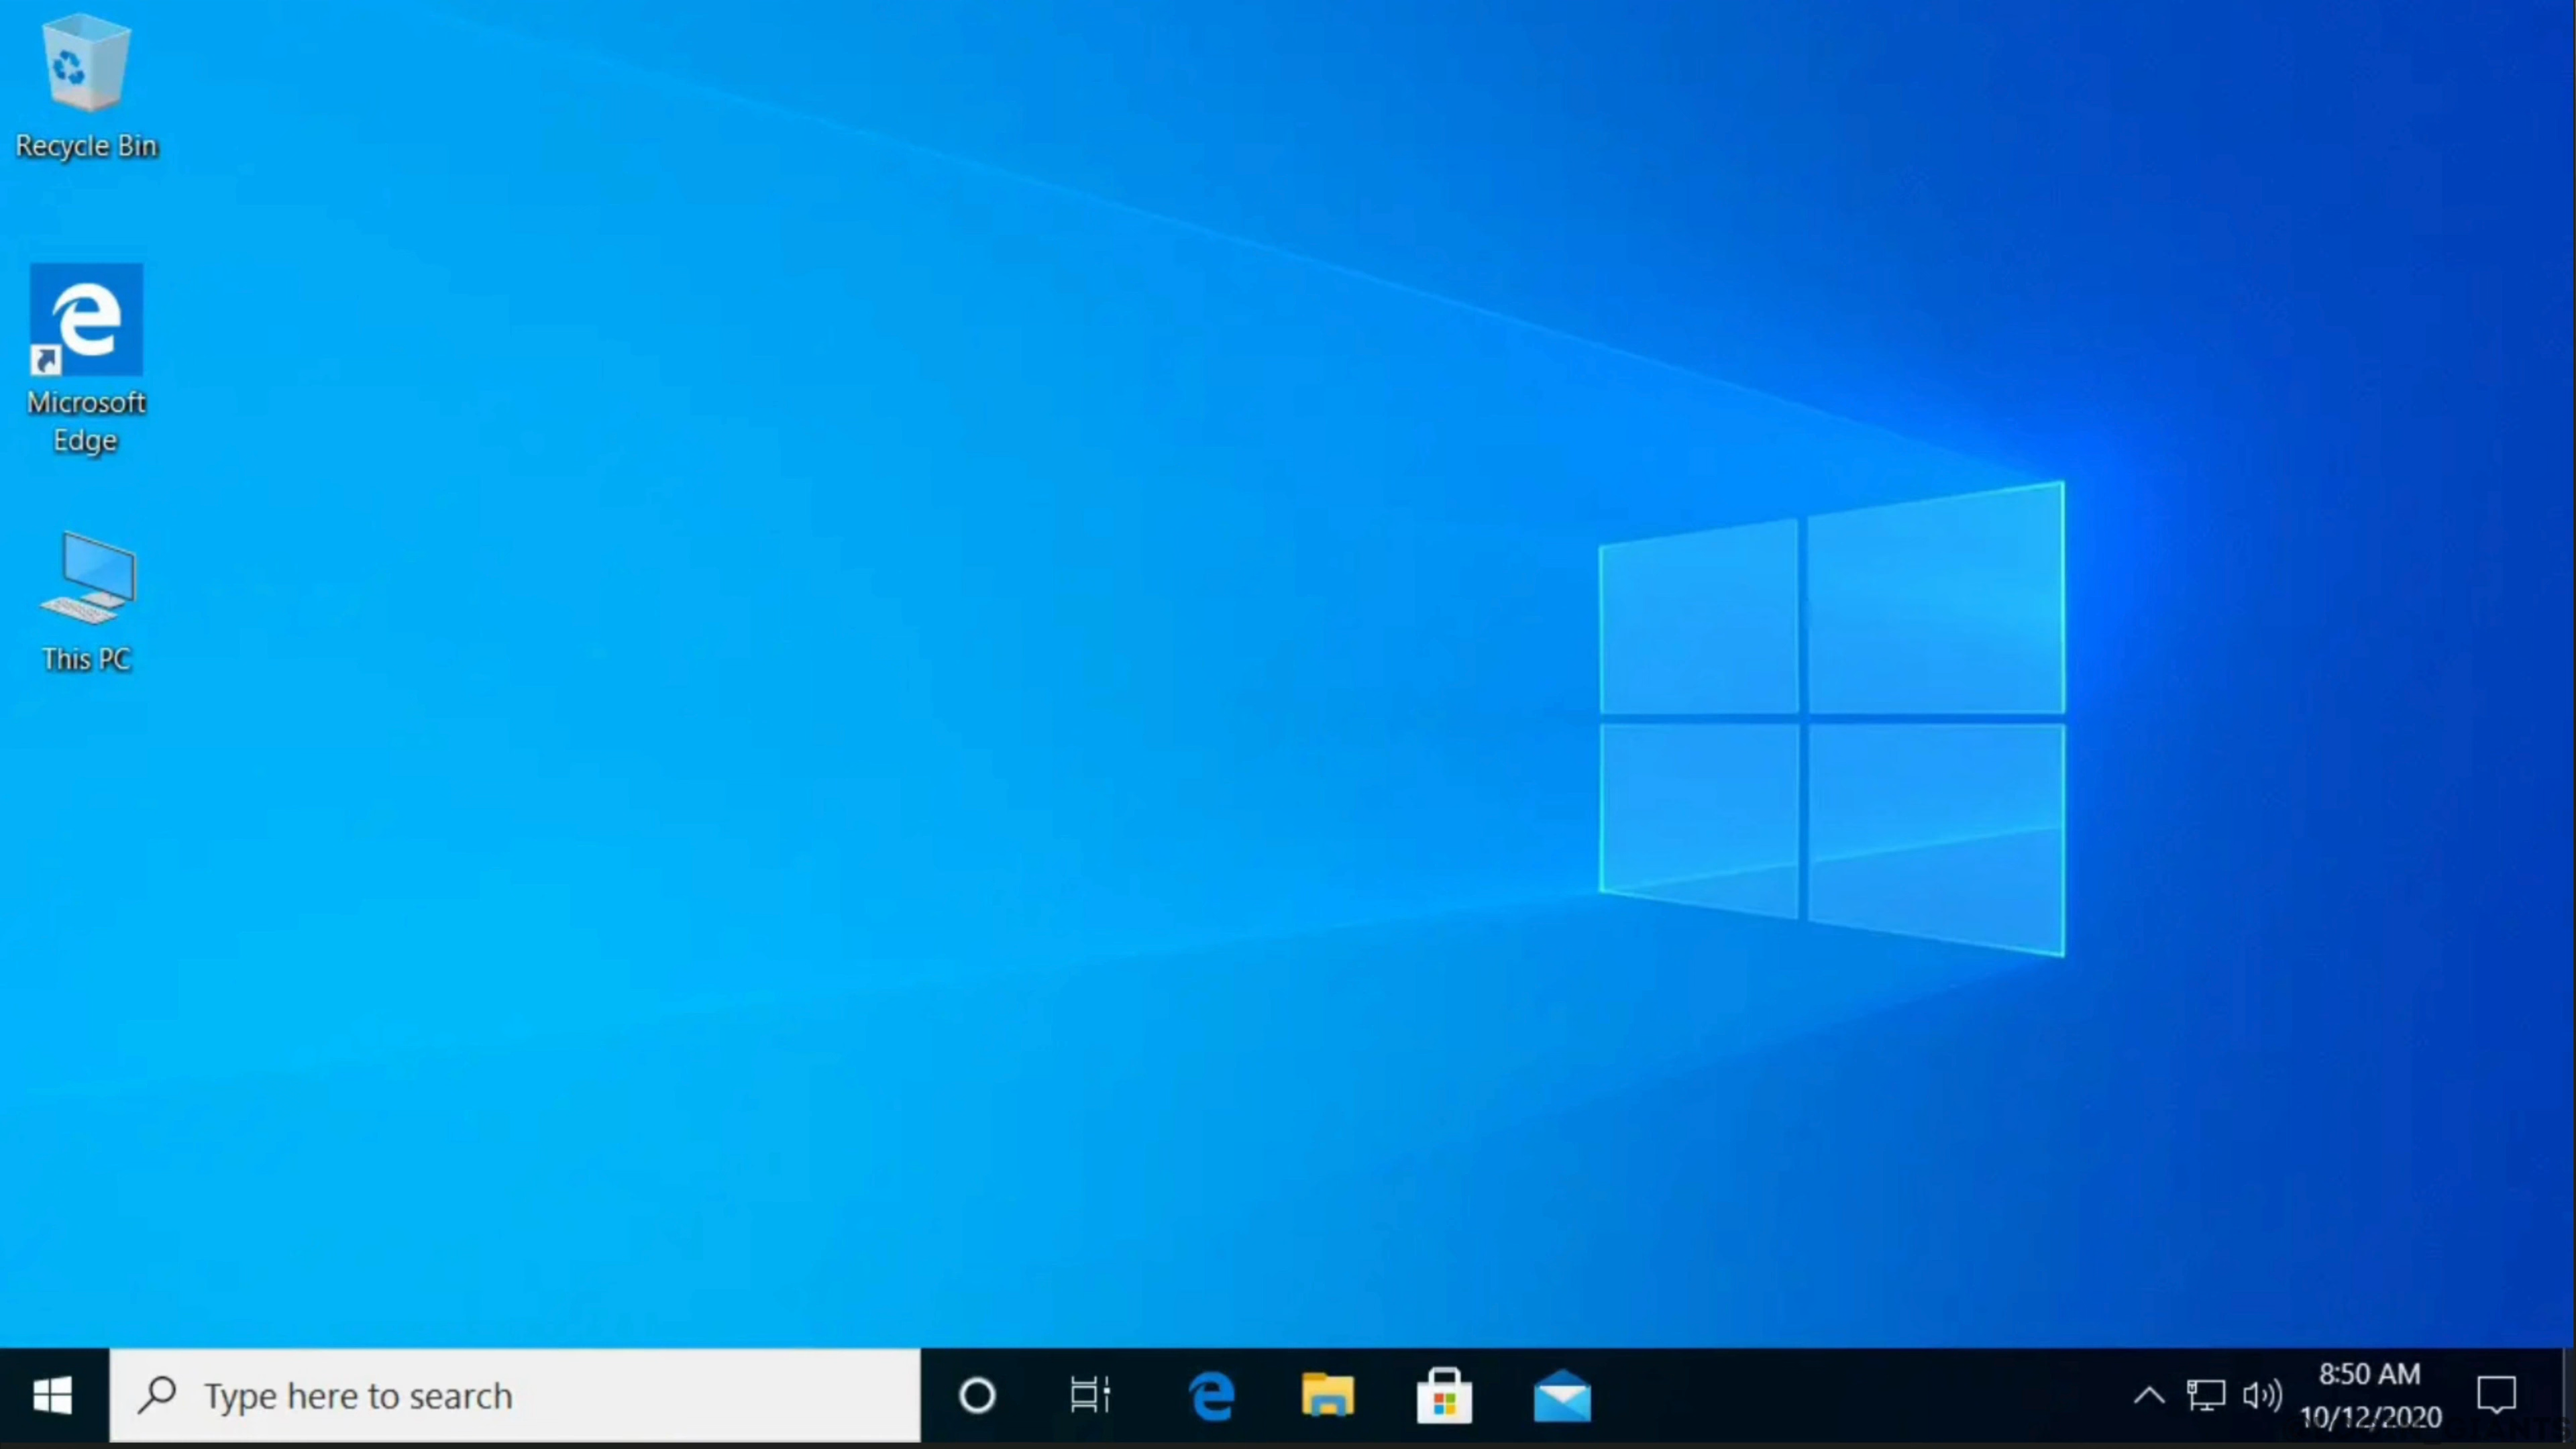 Recycle Bin
Microsoft
Edge
This PC
Type here to search
8:50 AM
10/12/2020